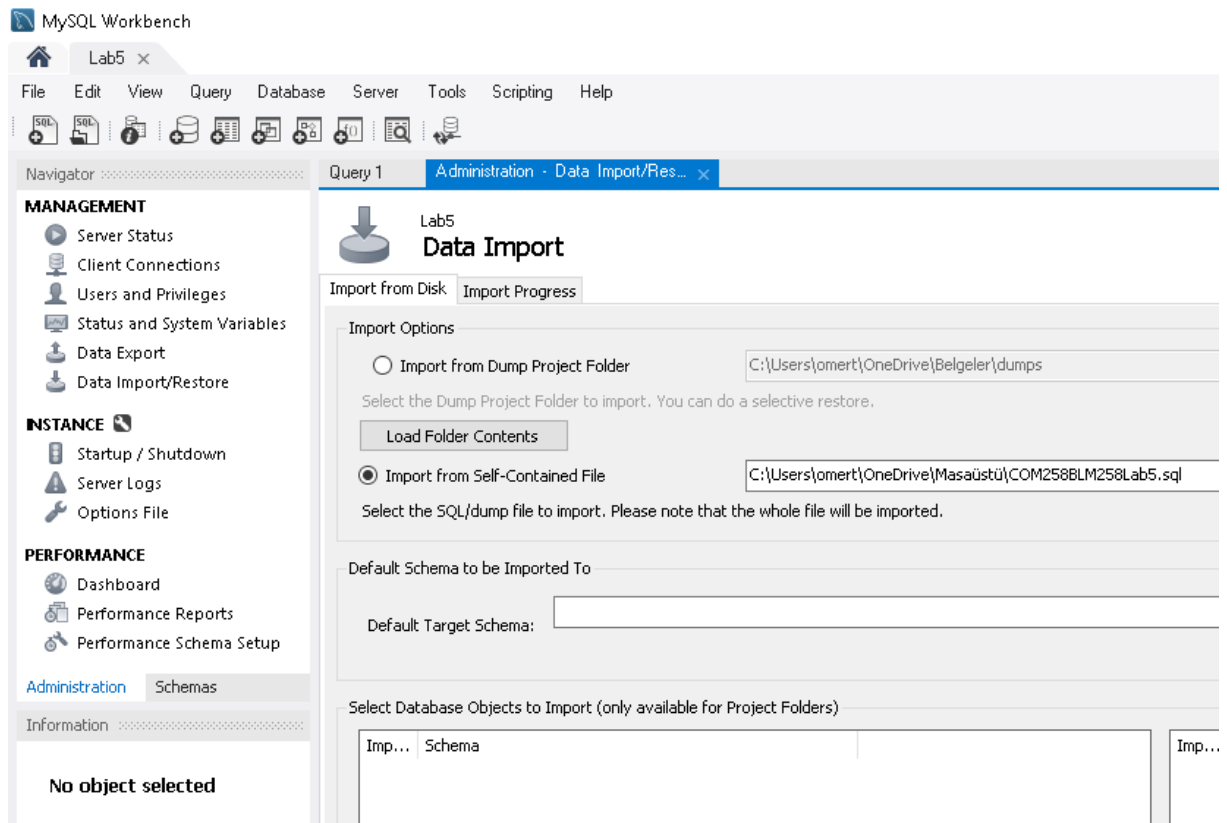 MySQL Workbench
Lab5
File Edit View Query Database Server Tools Scripting Help
SQL SQL
Navigator
MANAGEMENT
Server Status
Client Connections
Users and Privileges
Status and System Variables
Data Export
Data Import/Restore
INSTANCE
Startup / Shutdown
Server Logs
Options File
PERFORMANCE
Dashboard
Performance Reports
Performance Schema Setup
Administration Schemas
Information
No object selected
Query 1 Administration - Data Import/Res...
Lab5
Data Import
Import from Disk Import Progress
Import Options
Import from Dump Project Folder C:\Users\omert\OneDrive\Belgeler\dumps
Select the Dump Project Folder to import. You can do a selective restore.
Load Folder Contents
Import from Self-Contained File C:\Users\omert\OneDrive\Masaüstü\COM258BLM258Lab5.sql
Select the SQL/dump file to import. Please note that the whole file will be imported.
Default Schema to be Imported To
Default Target Schema:
Select Database Objects to Import (only available for Project Folders)
Imp... Schema Imp...